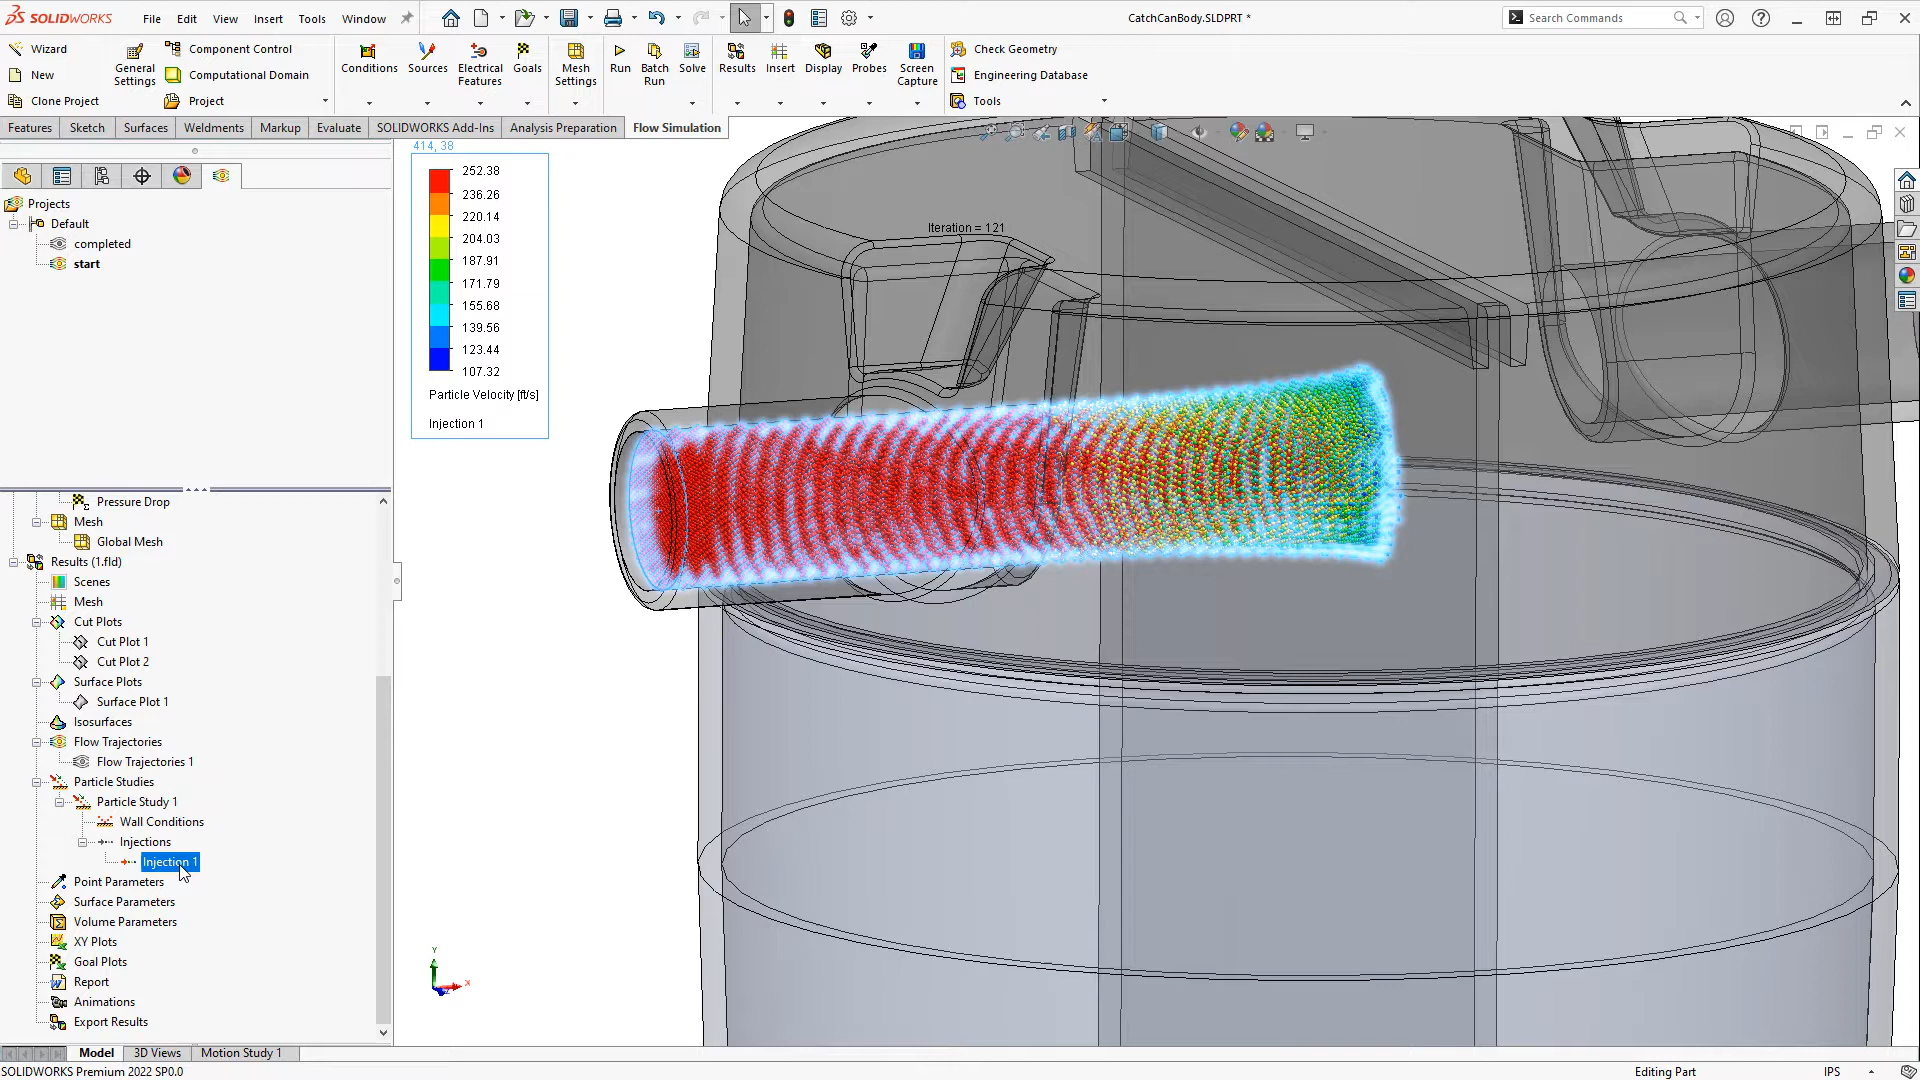 SOLIDWORKS
File Edit View Insert Tools Window
CatchCanBody.SLDPRT *
Search Commands
Wizard
New
Clone Project
General Settings
Component Control
Computational Domain
Project
Conditions
Sources
Electrical Features
Goals
Mesh Settings
Run
Batch Run
Solve
Results
Insert
Display
Probes
Screen Capture
Check Geometry
Engineering Database
Tools
Features Sketch Surfaces Weldments Markup Evaluate SOLIDWORKS Add-Ins Analysis Preparation Flow Simulation
Projects
Default
completed
start
Pressure Drop
Mesh
Global Mesh
Results (1.fld)
Scenes
Mesh
Cut Plots
Cut Plot 1
Cut Plot 2
Surface Plots
Surface Plot 1
Isosurfaces
Flow Trajectories
Flow Trajectories 1
Particle Studies
Particle Study 1
Wall Conditions
Injections
Injection 1
Point Parameters
Surface Parameters
Volume Parameters
XY Plots
Goal Plots
Report
Animations
Export Results
414, 38
252.38
236.26
220.14
204.03
187.91
171.79
155.68
139.56
123.44
107.32
Particle Velocity [ft/s]
Injection 1
Iteration = 121
Y
X
Model 3D Views Motion Study 1
SOLIDWORKS Premium 2022 SP0.0
Editing Part
IPS